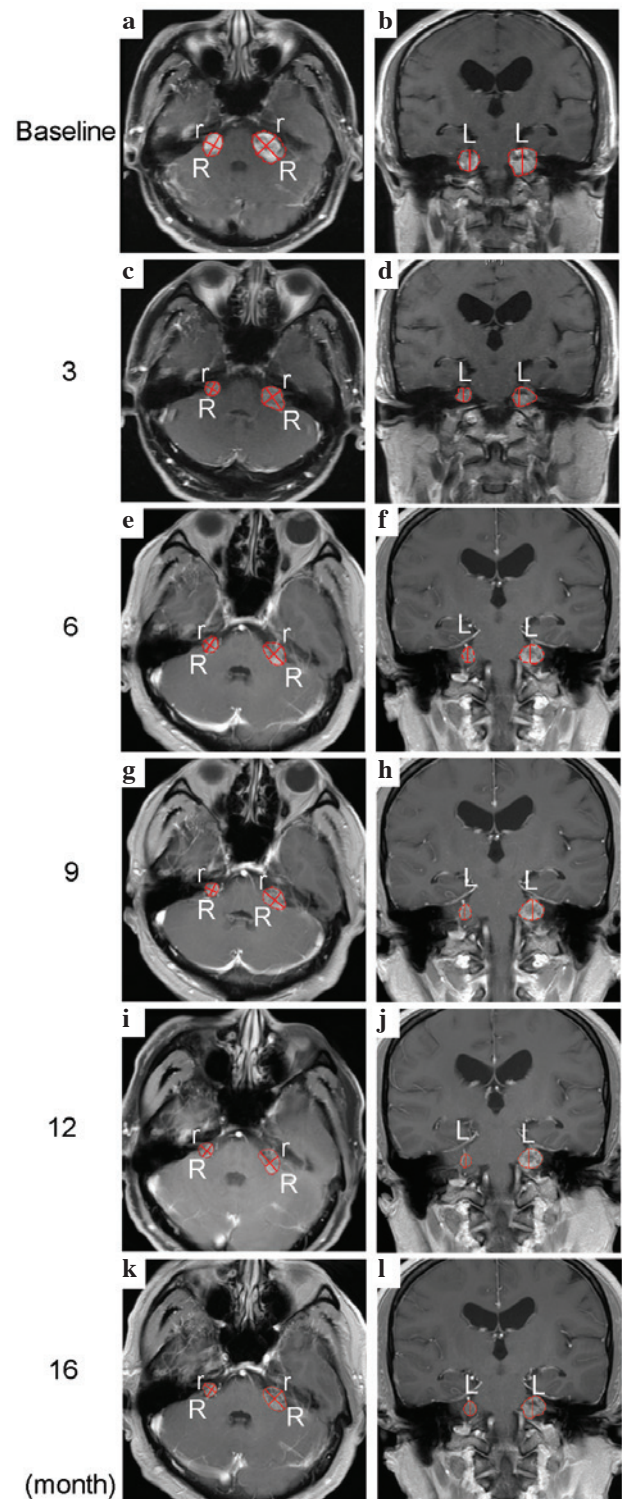 a b
r r L L
Baseline
R R
c d
L L
3 r r
R R
e f
r r L L
6
R R
g h
r r L L
9
R R
i j
L L
12 r r
R R
k l
r r L L
16
R R
(month)